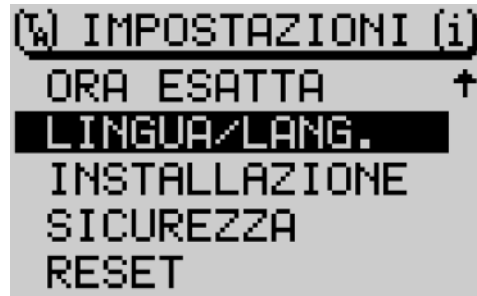 IMPOSTAZIONI (i)
ORA ESATTA
LINGUA/LANG.
INSTALLAZIONE
SICUREZZA
RESET